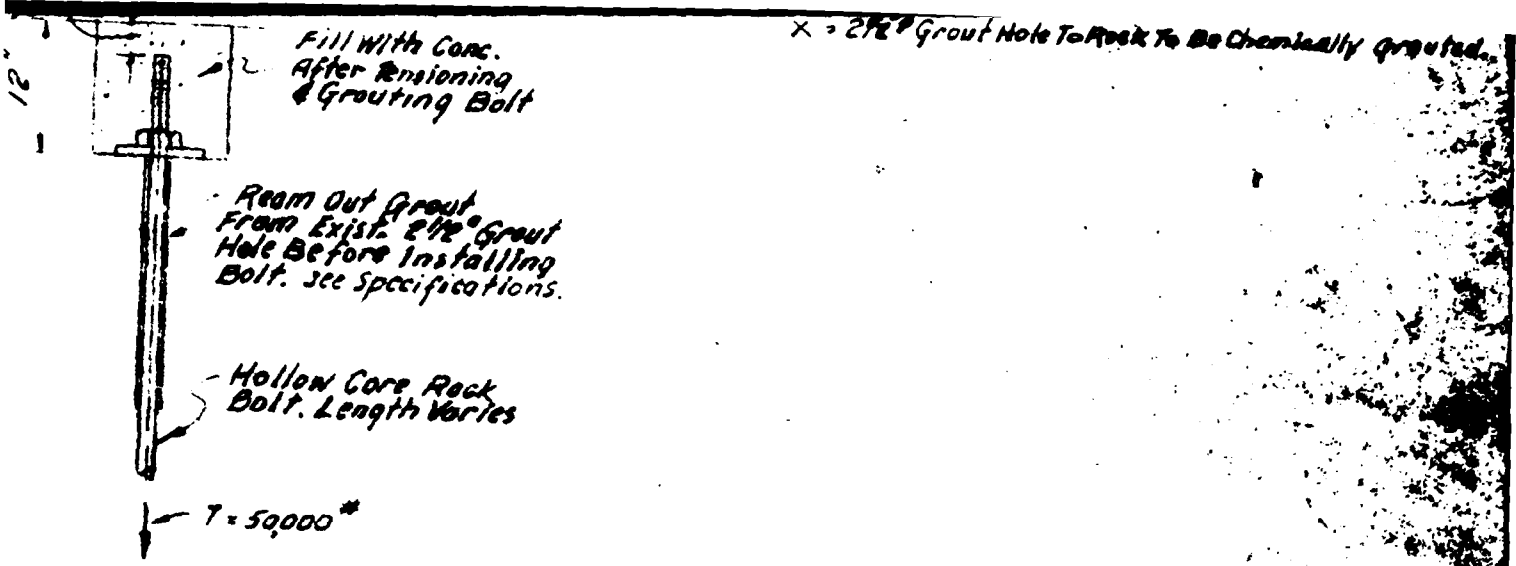 12"
Fill With Conc.
After Tensioning
& Grouting Bolt
X = 2½"ø Grout Hole To Rock To Be Chemically grouted.
Ream Out Grout
From Exist. 2½"ø Grout
Hole Before Installing
Bolt. See Specifications.
Hollow Core Rock
Bolt. Length Varies
T = 50,000#